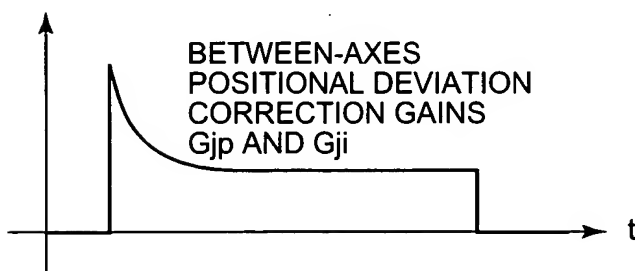 BETWEEN-AXES
POSITIONAL DEVIATION
CORRECTION GAINS
Gjp AND Gji
t